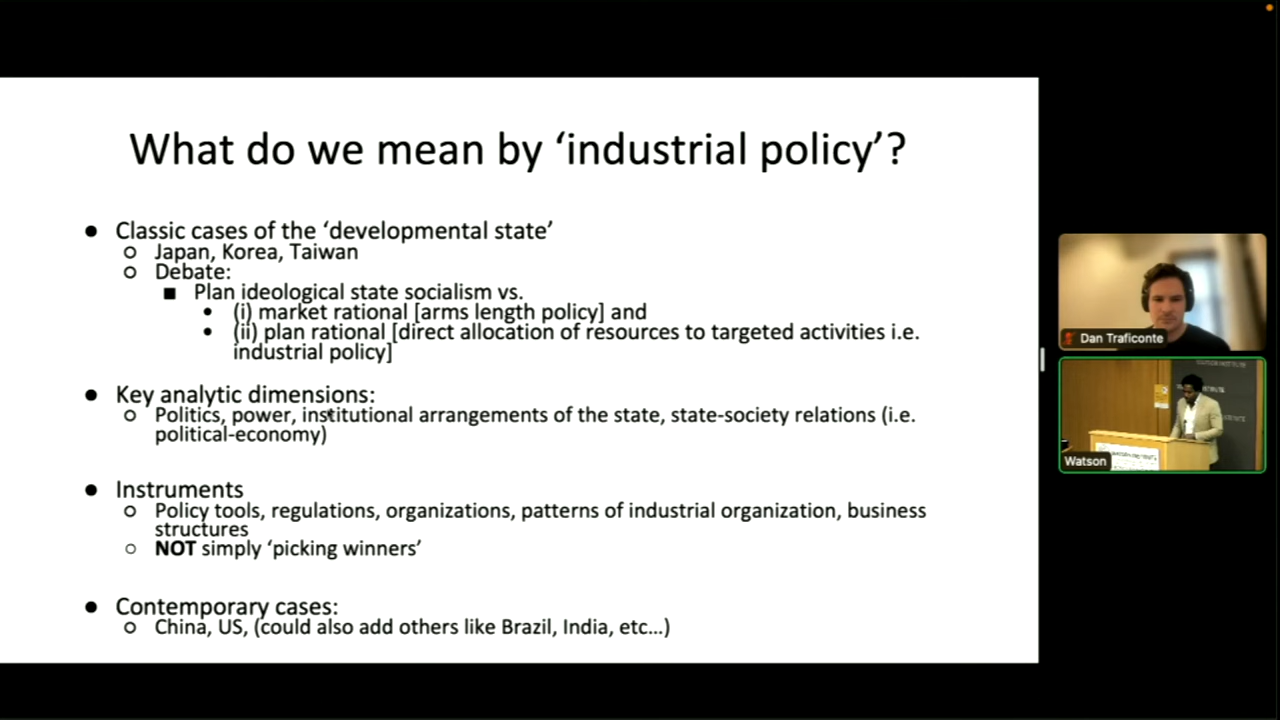 What do we mean by ‘industrial policy’?
● Classic cases of the ‘developmental state’
○ Japan, Korea, Taiwan
○ Debate:
■ Plan ideological state socialism vs.
• (i) market rational [arms length policy] and
• (ii) plan rational [direct allocation of resources to targeted activities i.e.
industrial policy]
● Key analytic dimensions:
○ Politics, power, institutional arrangements of the state, state-society relations (i.e.
political-economy)
● Instruments
○ Policy tools, regulations, organizations, patterns of industrial organization, business
structures
○ NOT simply ‘picking winners’
● Contemporary cases:
○ China, US, (could also add others like Brazil, India, etc…)
Dan Traficonte
Watson